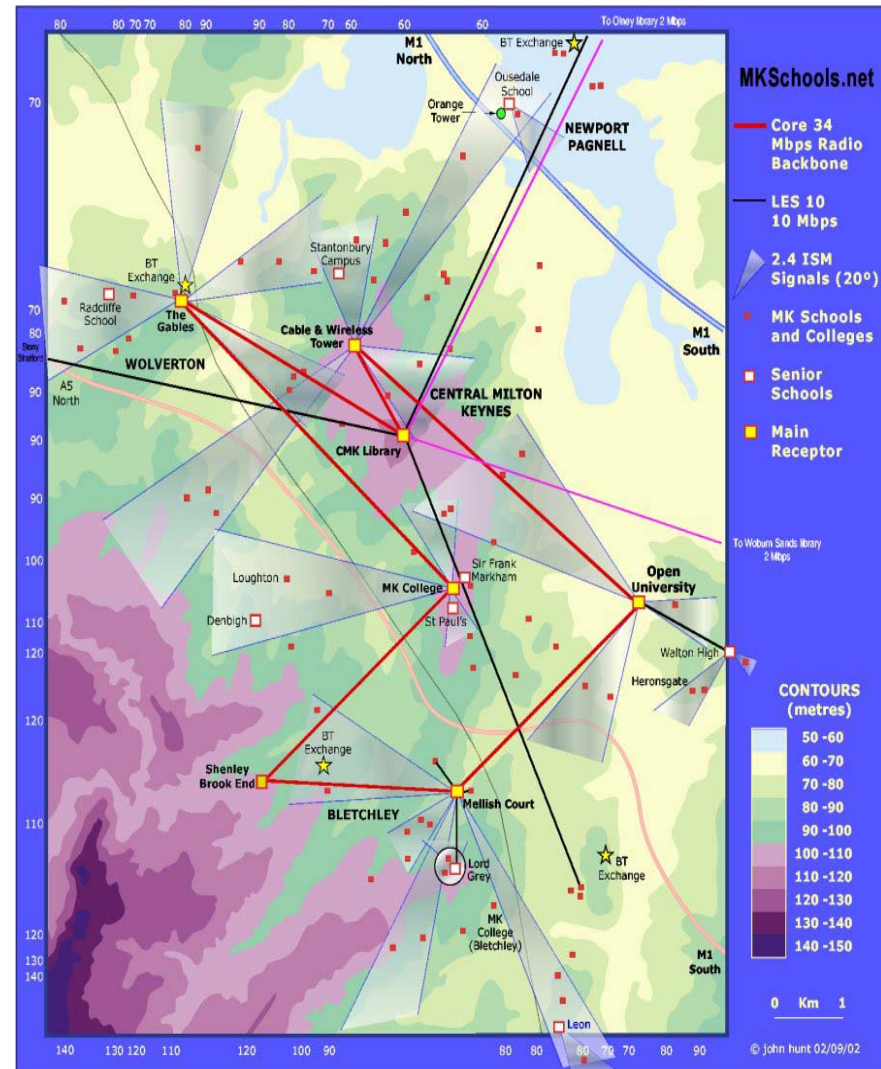 80 80 70 70 80 90 80 70 60 60 60
To Olney library 2 Mbps
M1
North
BT Exchange
Ousedale
School
Orange
Tower
NEWPORT
PAGNELL
70
BT
Exchange
Stantonbury
Campus
Radcliffe
School
The
Gables
70
80
Stony
Stratford
Cable & Wireless
Tower
M1
South
WOLVERTON
A5
North
CENTRAL MILTON
KEYNES
90
90
CMK Library
90
To Woburn Sands library
2 Mbps
100
Sir Frank
Markham
Loughton
MK College
Open
University
Denbigh
St Paul's
110
120
Walton High
Heronsgate
120
BT
Exchange
Shenley
Brook End
Mellish Court
BLETCHLEY
110
Lord
Grey
BT
Exchange
MK
College
(Bletchley)
120
130
140
M1
South
Leon
140 130 120 110 120 100 90 80 80 80 70 70 90
MKSchools.net
Core 34
Mbps Radio
Backbone
LES 10
10 Mbps
2.4 ISM
Signals (20º)
MK Schools
and Colleges
Senior
Schools
Main
Receptor
CONTOURS
(metres)
50 -60
60 -70
70 -80
80 -90
90 -100
100 -110
110 -120
120 -130
130 -140
140 -150
0 Km 1
© john hunt 02/09/02